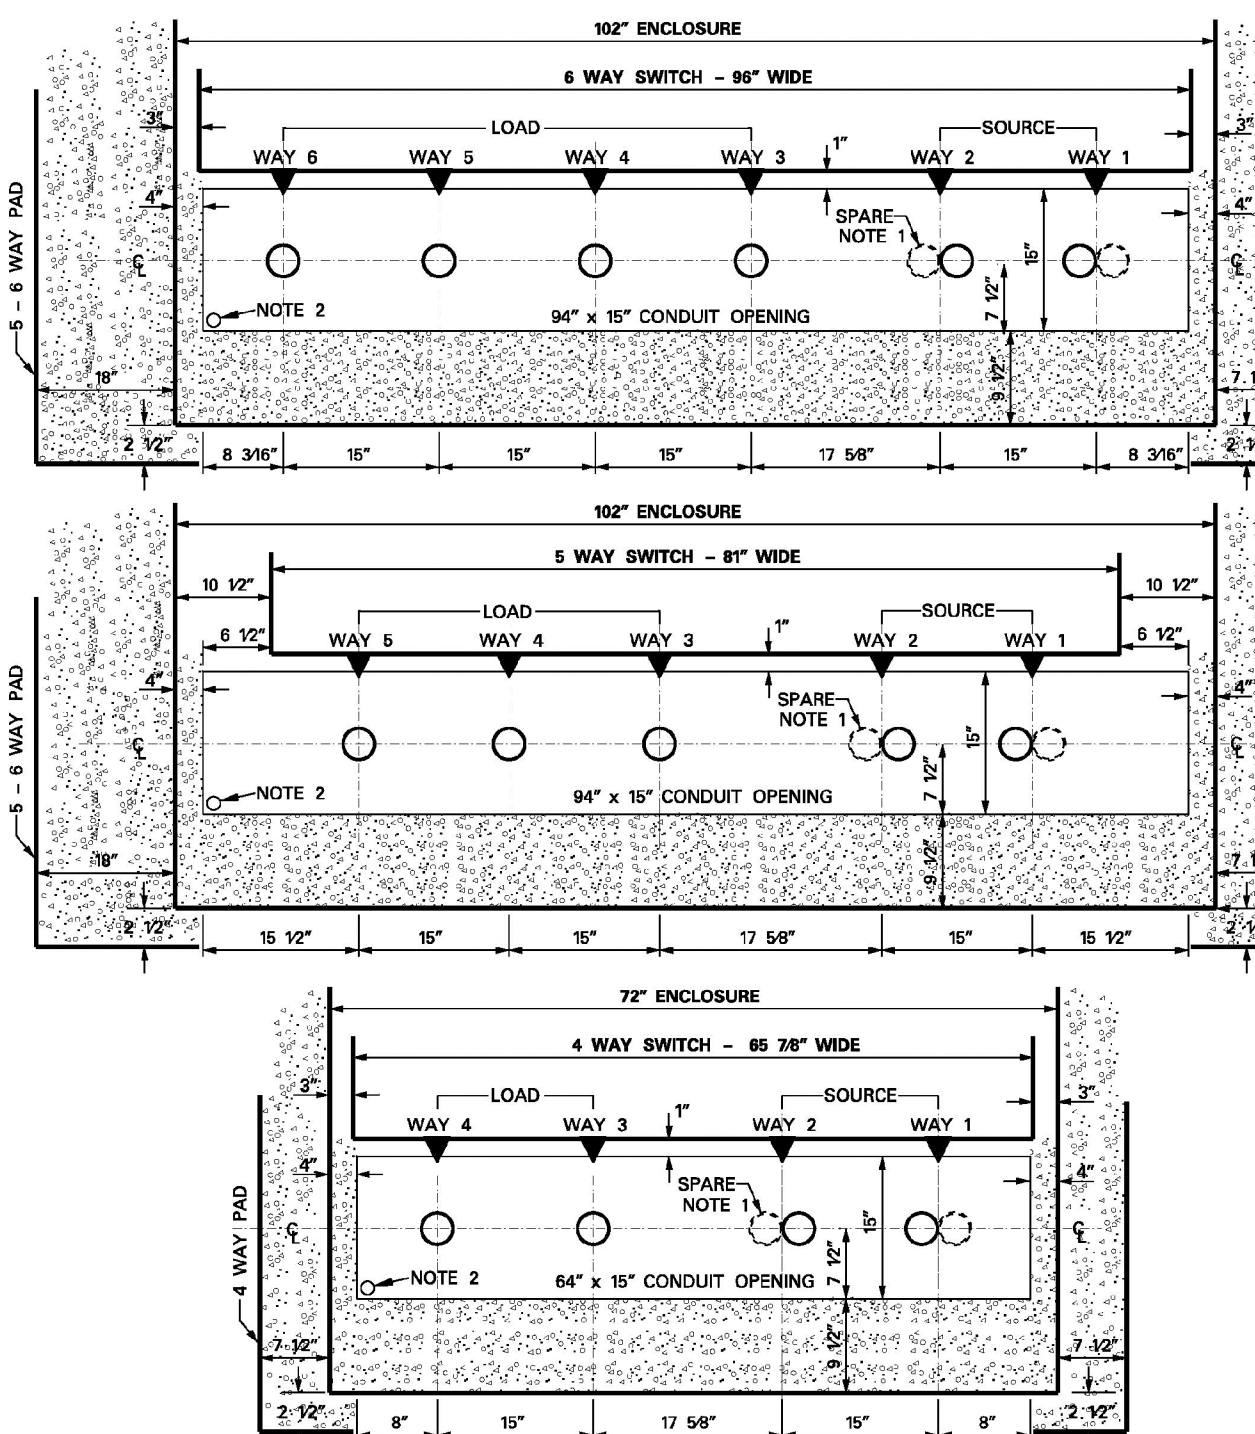 102" ENCLOSURE
6 WAY SWITCH - 96" WIDE
3"
LOAD
SOURCE
3"
WAY 6
WAY 5
WAY 4
WAY 3
1"
WAY 2
WAY 1
4"
4"
5 - 6 WAY PAD
SPARE
NOTE 1
15"
7 1/2"
NOTE 2
94" x 15" CONDUIT OPENING
9 1/2"
18"
2 1/2"
8 3/16"
15"
15"
15"
17 5/8"
15"
8 3/16"
102" ENCLOSURE
5 WAY SWITCH - 81" WIDE
10 1/2"
10 1/2"
LOAD
SOURCE
6 1/2"
WAY 5
WAY 4
WAY 3
1"
WAY 2
WAY 1
6 1/2"
4"
4"
5 - 6 WAY PAD
SPARE
NOTE 1
15"
7 1/2"
NOTE 2
94" x 15" CONDUIT OPENING
9 1/2"
18"
2 1/2"
15 1/2"
15"
15"
17 5/8"
15"
15 1/2"
72" ENCLOSURE
4 WAY SWITCH - 65 7/8" WIDE
3"
LOAD
SOURCE
3"
WAY 4
WAY 3
1"
WAY 2
WAY 1
4"
4"
4 WAY PAD
SPARE
NOTE 1
15"
7 1/2"
NOTE 2
64" x 15" CONDUIT OPENING
9 1/2"
7 1/2"
7 1/2"
2 1/2"
2 1/2"
8"
15"
17 5/8"
15"
8"